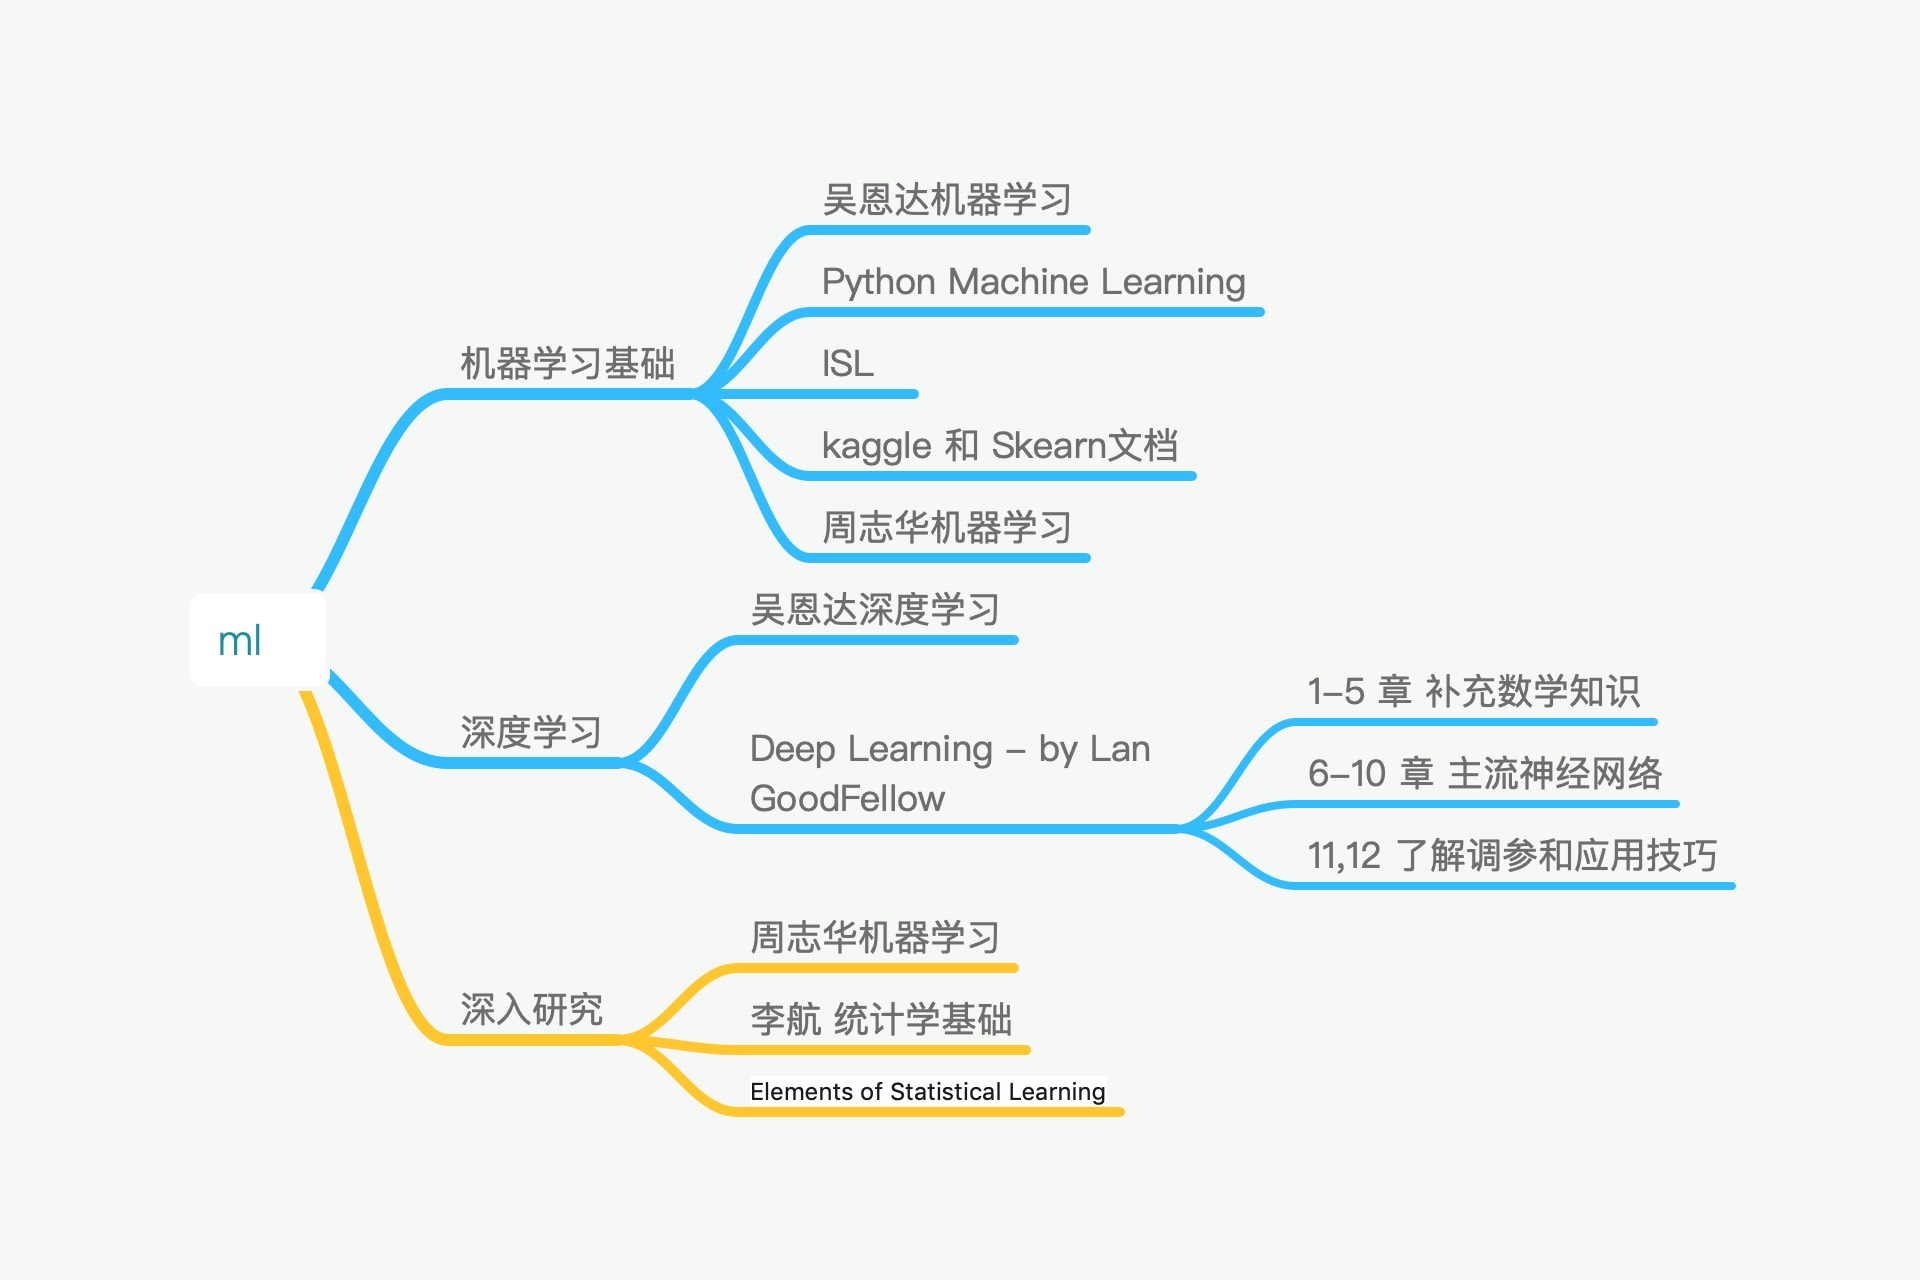 ml
机器学习基础
吴恩达机器学习
Python Machine Learning
ISL
kaggle 和 Skearn文档
周志华机器学习
深度学习
吴恩达深度学习
Deep Learning – by Lan
GoodFellow
1–5 章 补充数学知识
6–10 章 主流神经网络
11,12 了解调参和应用技巧
深入研究
周志华机器学习
李航 统计学基础
Elements of Statistical Learning